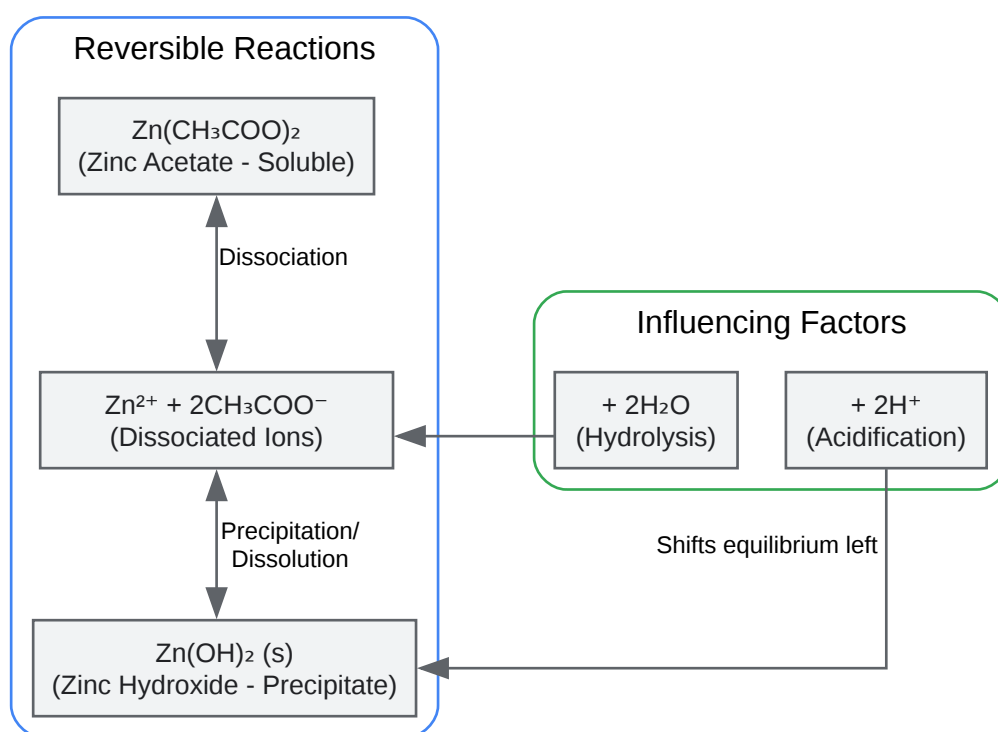 Reversible Reactions
Zn(CH₃COO)₂
(Zinc Acetate - Soluble)
Dissociation
Zn²⁺ + 2CH₃COO⁻
(Dissociated Ions)
Precipitation/
Dissolution
Zn(OH)₂ (s)
(Zinc Hydroxide - Precipitate)
Influencing Factors
+ 2H₂O
(Hydrolysis)
+ 2H⁺
(Acidification)
Shifts equilibrium left